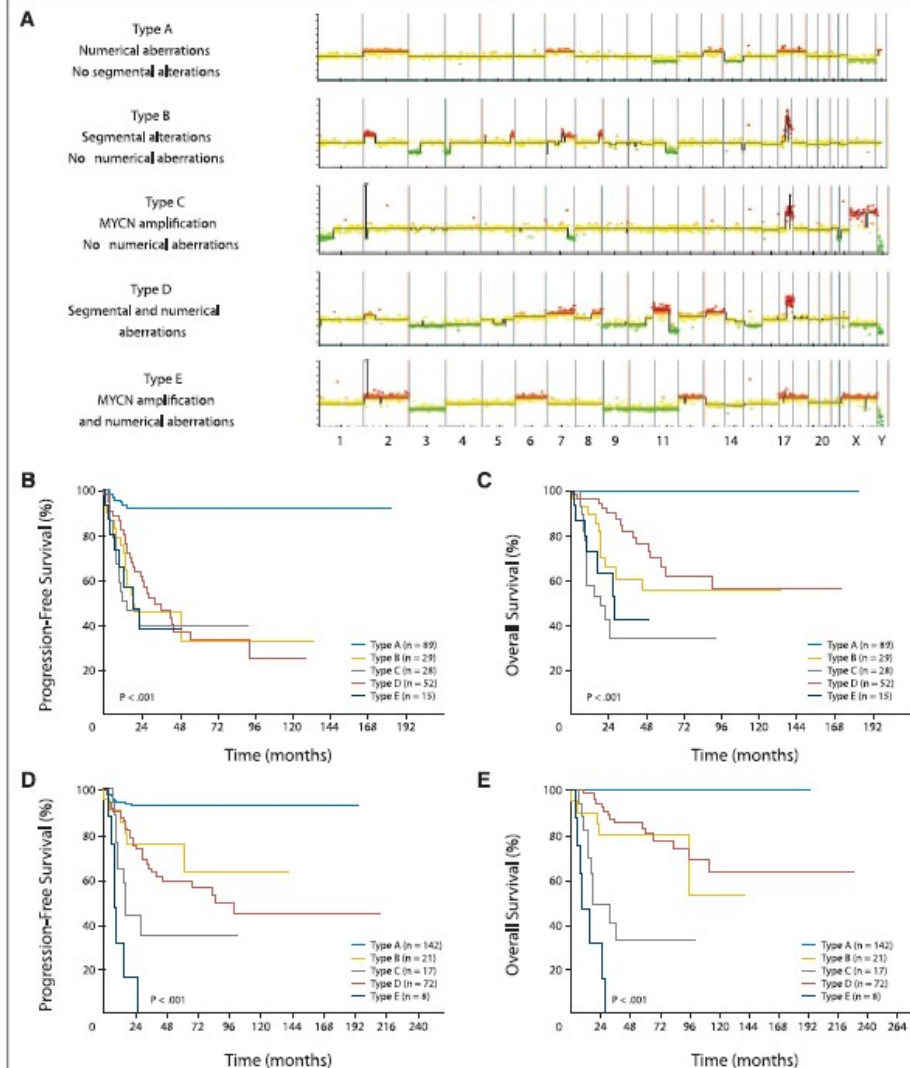 A
Type A
Numerical aberrations
No segmental alterations
Type B
Segmental alterations
No numerical aberrations
Type C
MYCN amplification
No numerical aberrations
Type D
Segmental and numerical
aberrations
Type E
MYCN amplification
and numerical aberrations
1 2 3 4 5 6 7 8 9 11 14 17 20 X Y
B
Progression-Free Survival (%)
100
80
60
40
20
0
Type A (n = 89)
Type B (n = 29)
Type C (n = 28)
Type D (n = 52)
Type E (n = 15)
P < .001
24 48 72 96 120 144 168 192
Time (months)
C
Overall Survival (%)
100
80
60
40
20
0
Type A (n = 89)
Type B (n = 29)
Type C (n = 28)
Type D (n = 52)
Type E (n = 15)
P < .001
24 48 72 96 120 144 168 192
Time (months)
D
Progression-Free Survival (%)
100
80
60
40
20
0
Type A (n = 142)
Type B (n = 21)
Type C (n = 17)
Type D (n = 72)
Type E (n = 8)
P < .001
24 48 72 96 120 144 168 192 216 240
Time (months)
E
Overall Survival (%)
100
80
60
40
20
0
Type A (n = 142)
Type B (n = 21)
Type C (n = 17)
Type D (n = 72)
Type E (n = 8)
P < .001
24 48 72 96 120 144 168 192 216 240 264
Time (months)